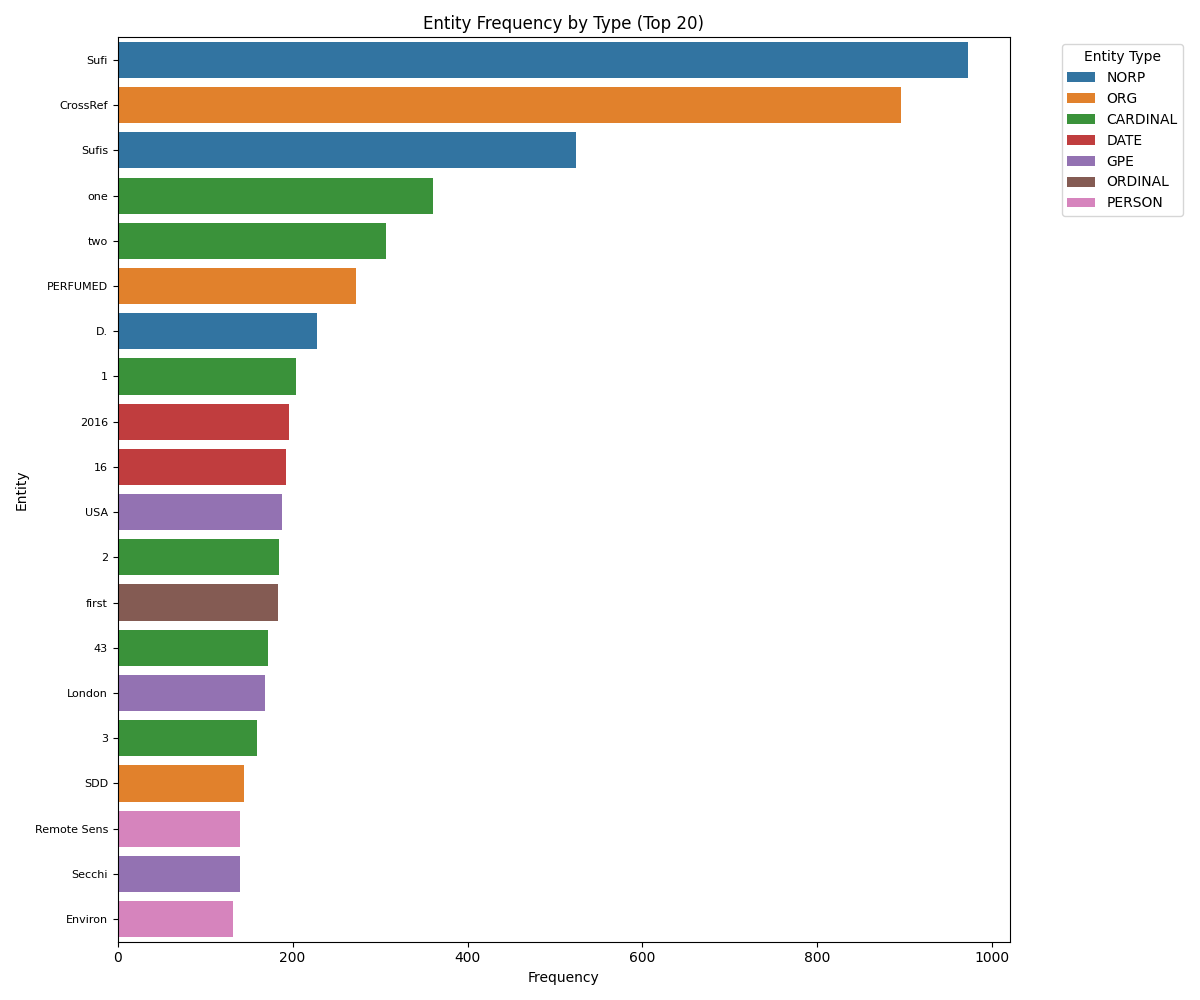 Entity Frequency by Type (Top 20)
Entity
Sufi
CrossRef
Sufis
one
two
PERFUMED
D.
1
2016
16
USA
2
first
43
London
3
SDD
Remote Sens
Secchi
Environ
0 200 400 600 800 1000
Frequency
Entity Type
NORP
ORG
CARDINAL
DATE
GPE
ORDINAL
PERSON